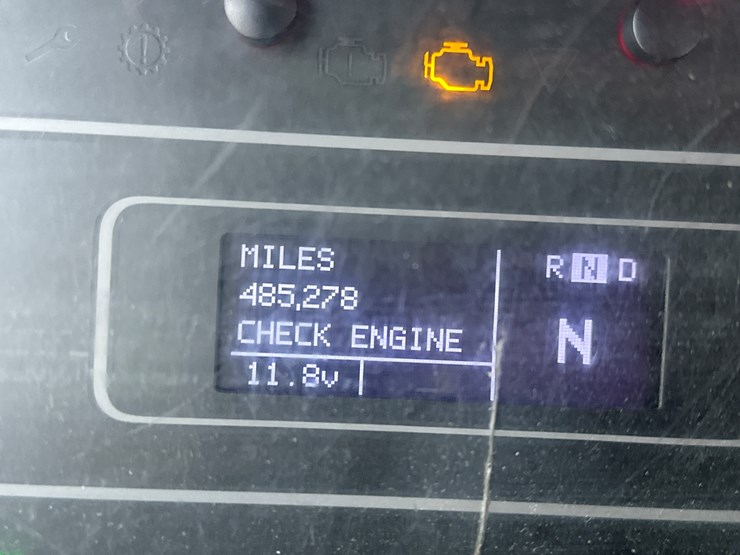 MILES
485,278
CHECK ENGINE
11.8v
R N D
N